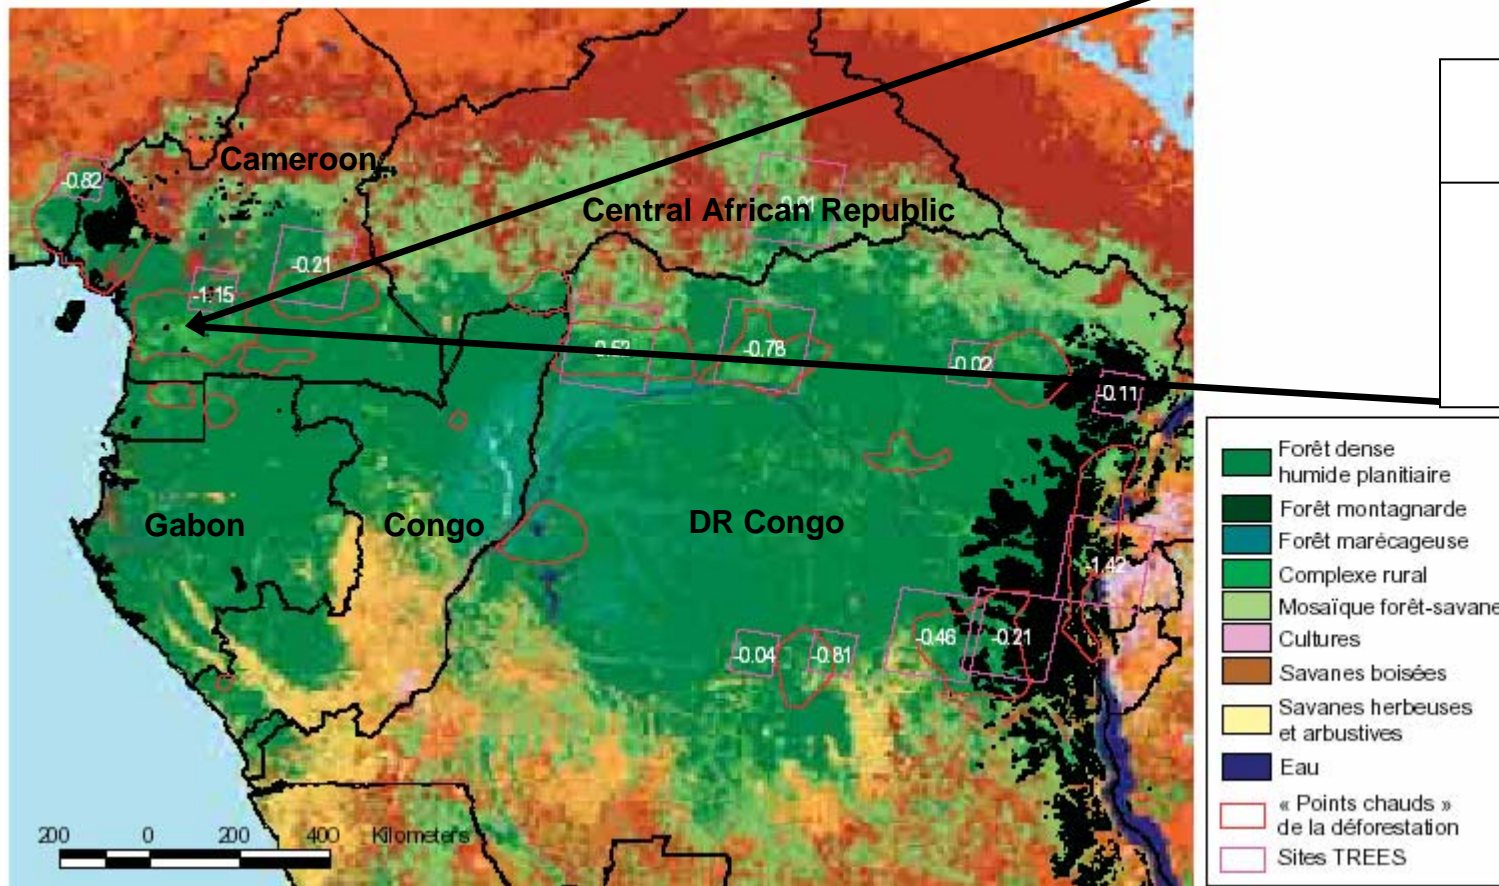 Cameroon
-0.82
Central African Republic
-0.21
-1.15
-0.78
-0.02
-0.11
Gabon
Congo
DR Congo
-1.42
-0.04
-0.81
-0.46
-0.21
200 0 200 400 Kilometers
Forêt dense
humide planitiaire
Forêt montagnarde
Forêt marécageuse
Complexe rural
Mosaïque forêt-savane
Cultures
Savanes boisées
Savanes herbeuses
et arbustives
Eau
« Points chauds »
de la déforestation
Sites TREES